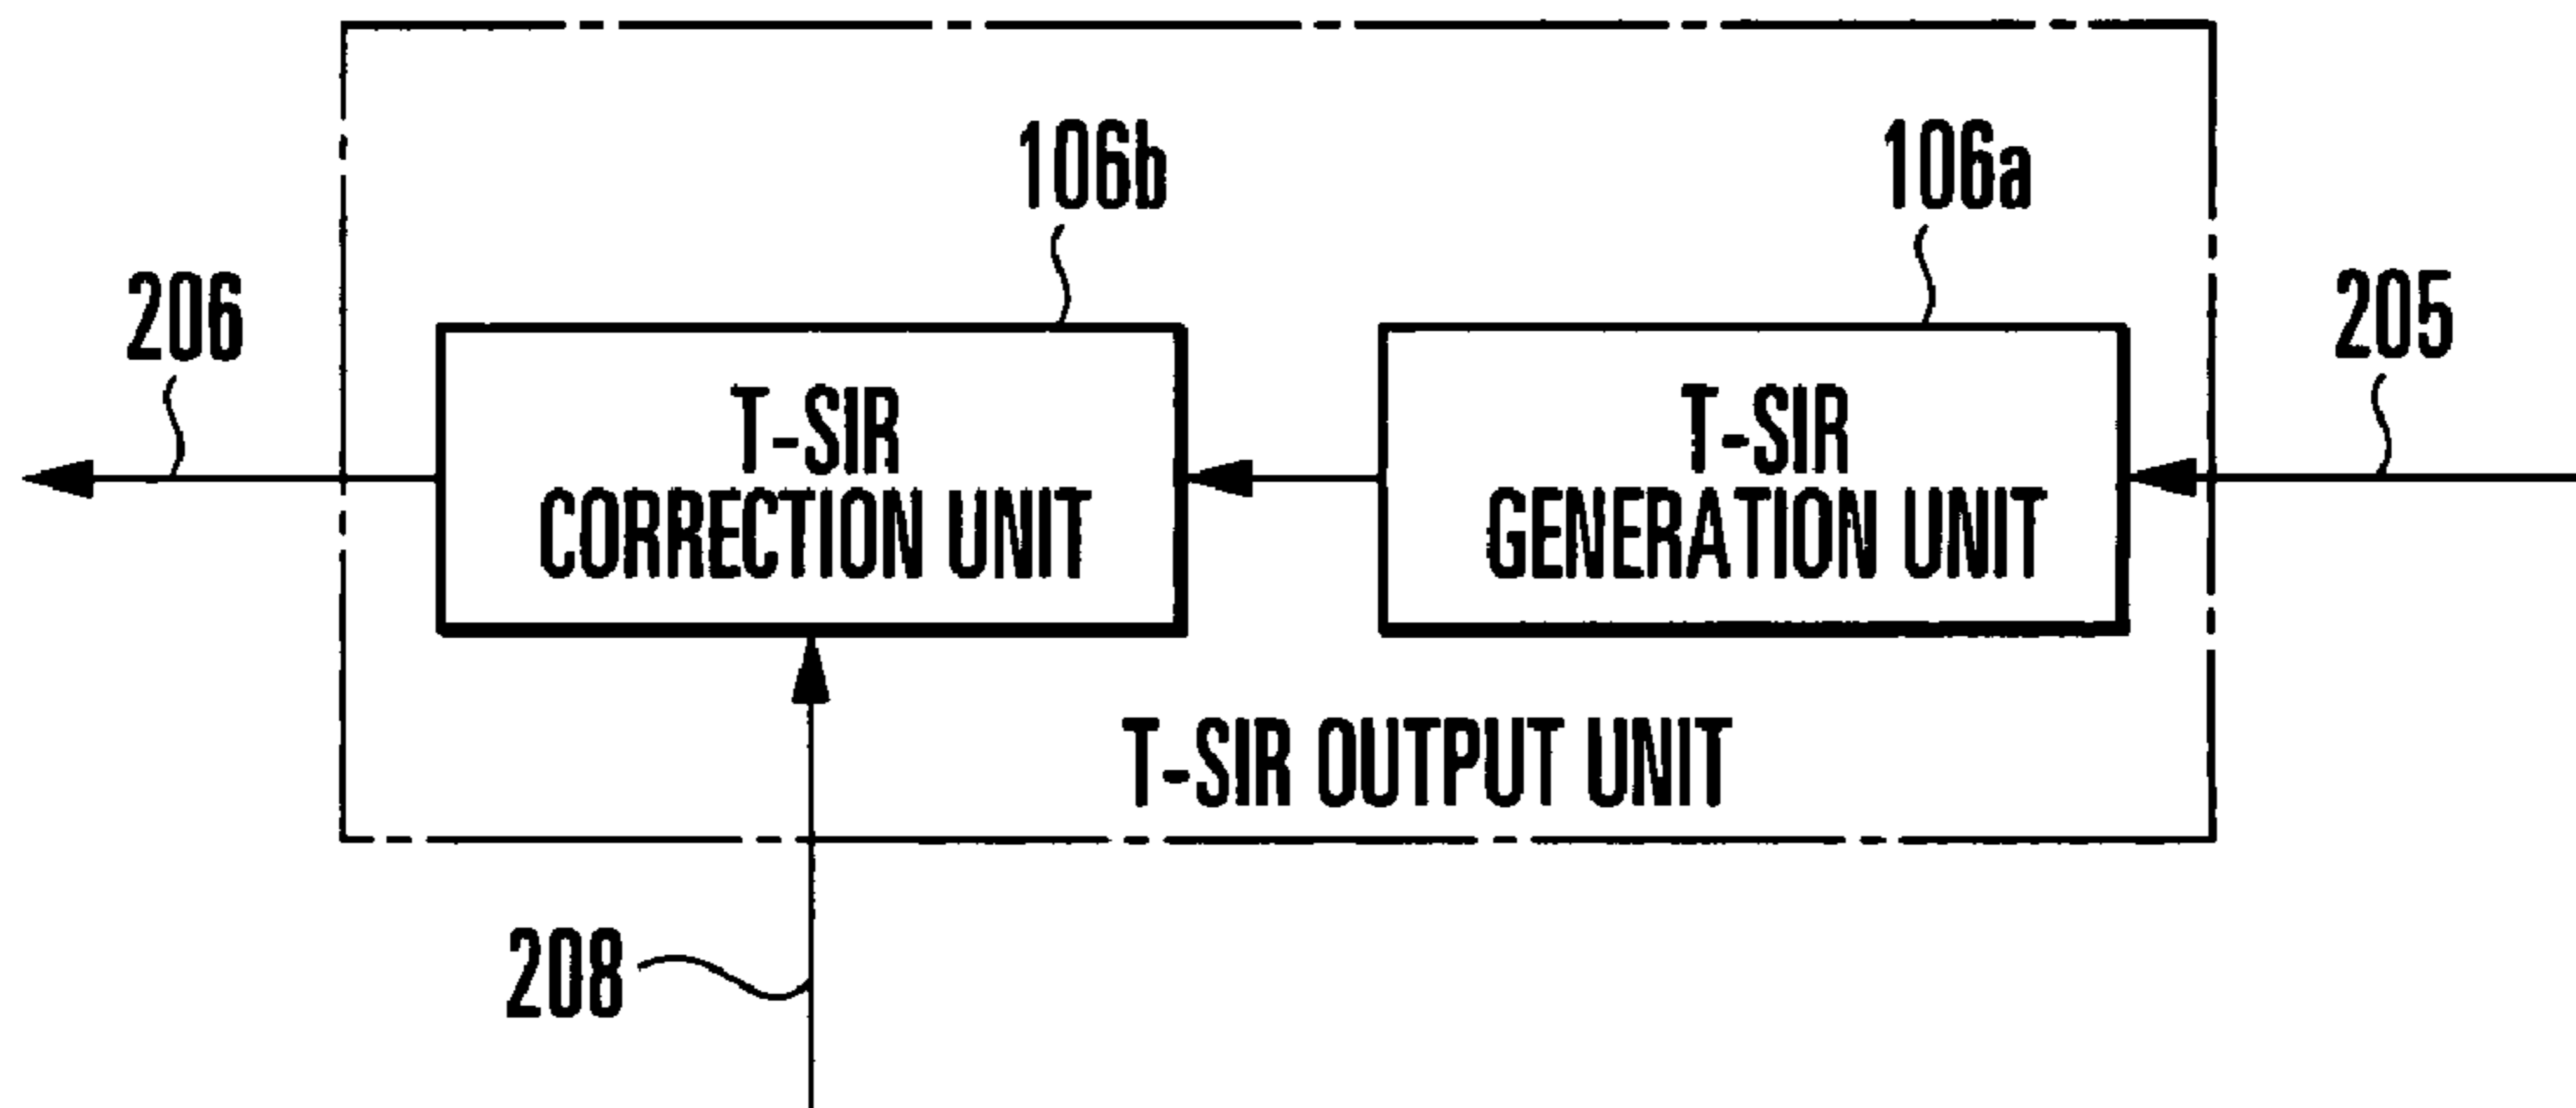 106b
106a
206
205
T-SIR
CORRECTION UNIT
T-SIR
GENERATION UNIT
T-SIR OUTPUT UNIT
208